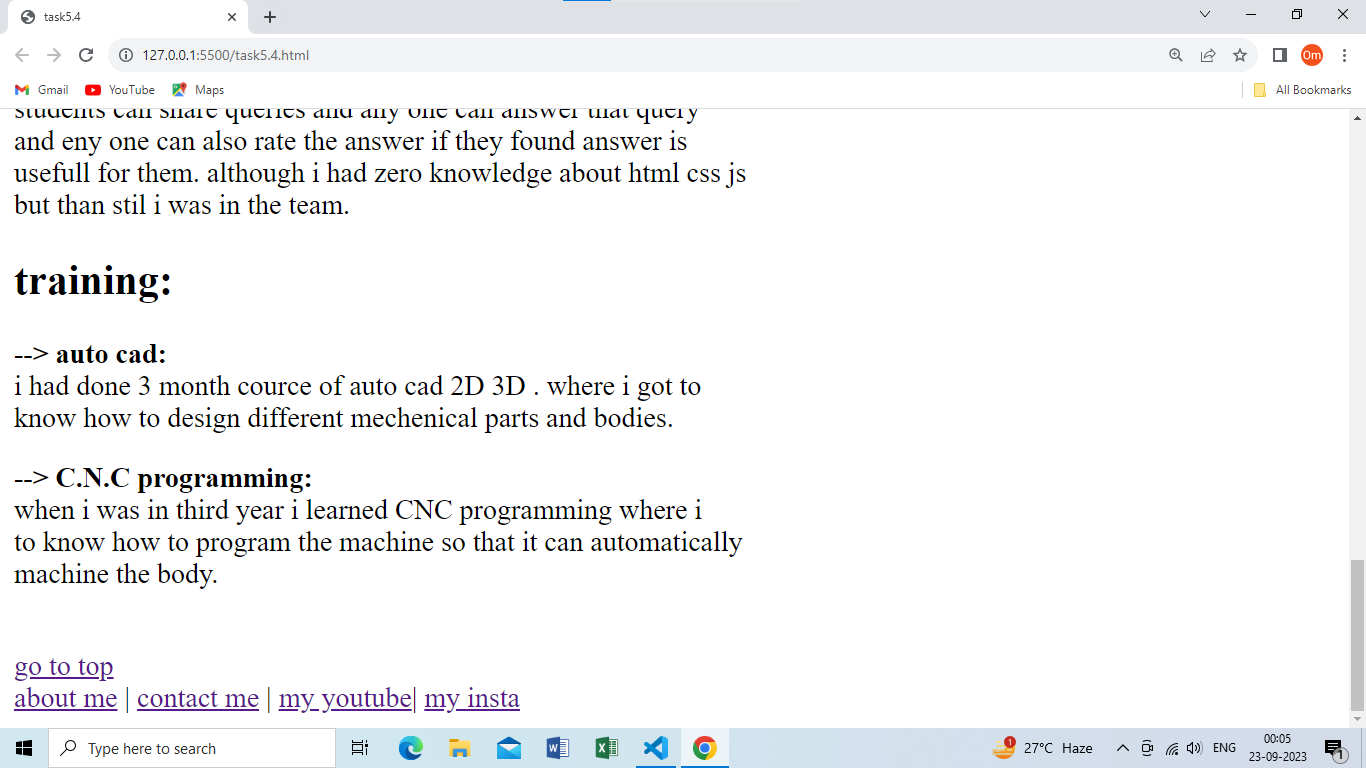 task5.4
127.0.0.1:5500/task5.4.html
Om
Gmail YouTube Maps All Bookmarks
students can share queries and any one can answer that query
and eny one can also rate the answer if they found answer is
usefull for them. although i had zero knowledge about html css js
but than stil i was in the team.
training:
--> auto cad:
i had done 3 month cource of auto cad 2D 3D . where i got to
know how to design different mechenical parts and bodies.
--> C.N.C programming:
when i was in third year i learned CNC programming where i
to know how to program the machine so that it can automatically
machine the body.
go to top
about me | contact me | my youtube| my insta
Type here to search
1
27°C Haze
ENG
00:05
23-09-2023
1